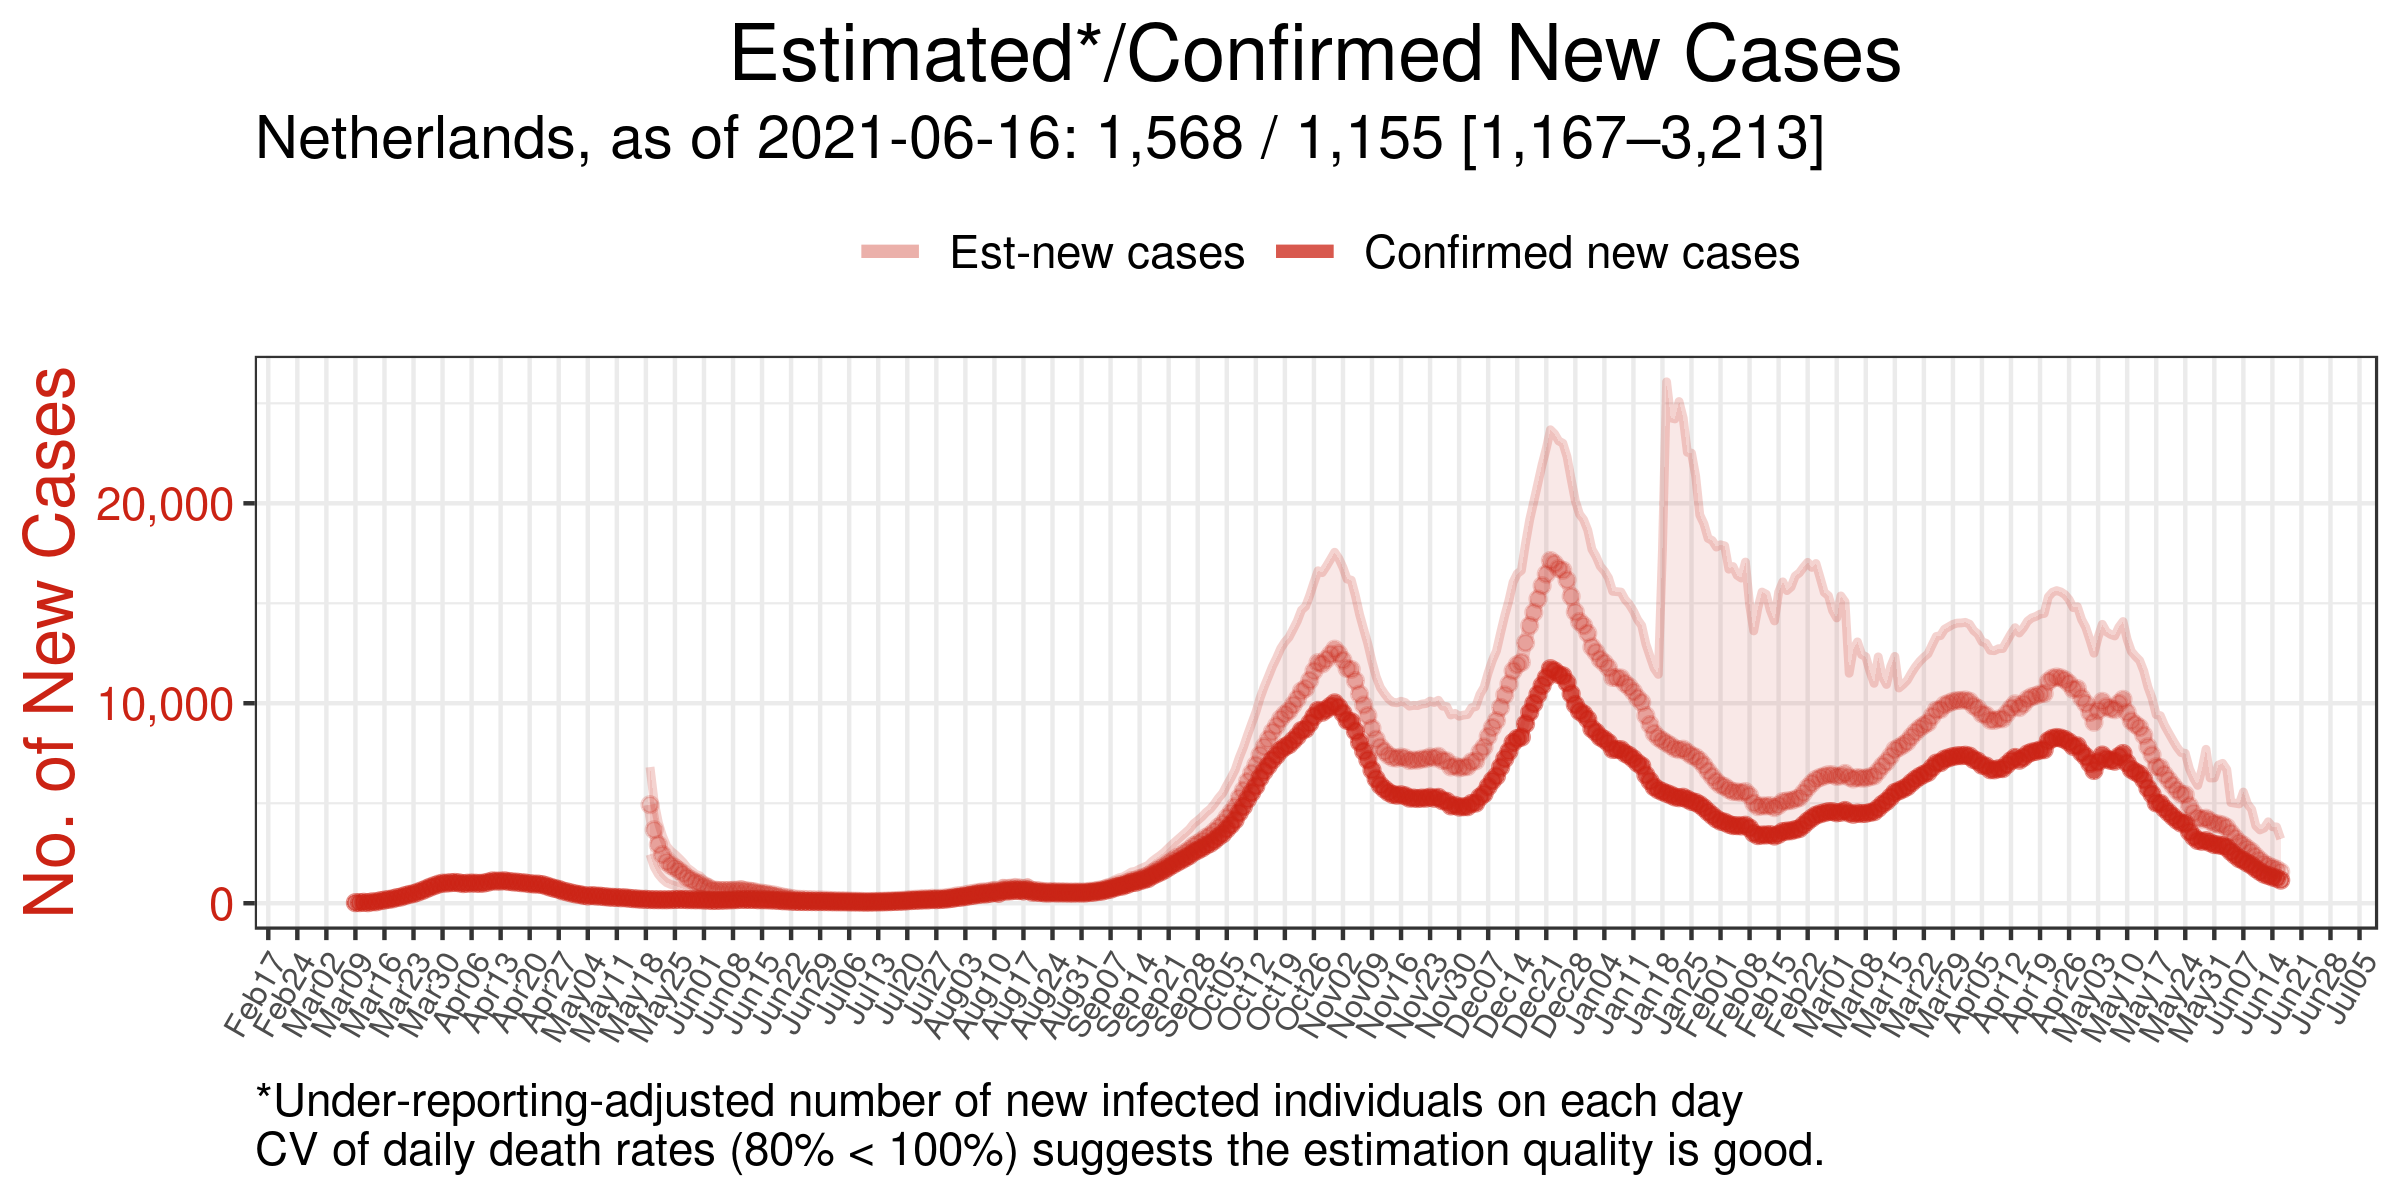 Estimated*/Confirmed New Cases
Netherlands, as of 2021-06-16: 1,568 / 1,155 [1,167–3,213]
Est-new cases Confirmed new cases
No. of New Cases
20,000
10,000
0
Feb17 Feb24 Mar02 Mar09 Mar16 Mar23 Mar30 Apr06 Apr13 Apr20 Apr27 May04 May11 May18 May25 Jun01 Jun08 Jun15 Jun22 Jun29 Jul06 Jul13 Jul20 Jul27 Aug03 Aug10 Aug17 Aug24 Aug31 Sep07 Sep14 Sep21 Sep28 Oct05 Oct12 Oct19 Oct26 Nov02 Nov09 Nov16 Nov23 Nov30 Dec07 Dec14 Dec21 Dec28 Jan04 Jan11 Jan18 Jan25 Feb01 Feb08 Feb15 Feb22 Mar01 Mar08 Mar15 Mar22 Mar29 Apr05 Apr12 Apr19 Apr26 May03 May10 May17 May24 May31 Jun07 Jun14 Jun21 Jun28 Jul05
*Under-reporting-adjusted number of new infected individuals on each day
CV of daily death rates (80% < 100%) suggests the estimation quality is good.